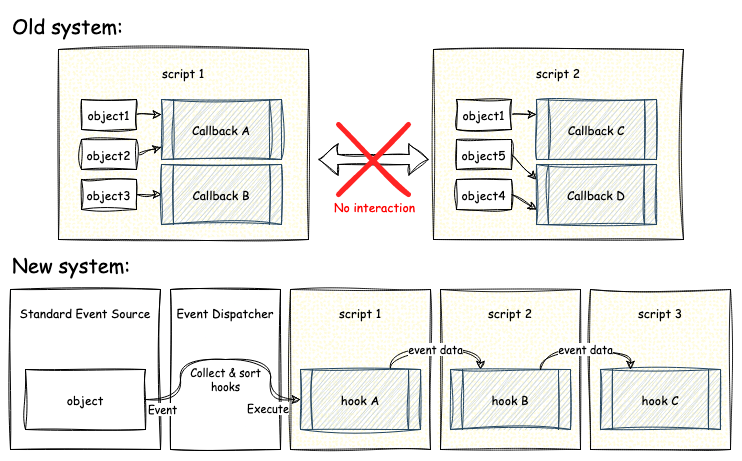 Old system:
script 1
object1
object2
object3
Callback A
Callback B
No interaction
script 2
object1
object5
object4
Callback C
Callback D
New system:
Standard Event Source
object
Event
Event Dispatcher
Collect & sort
hooks
Execute
script 1
hook A
event data
script 2
hook B
event data
script 3
hook C